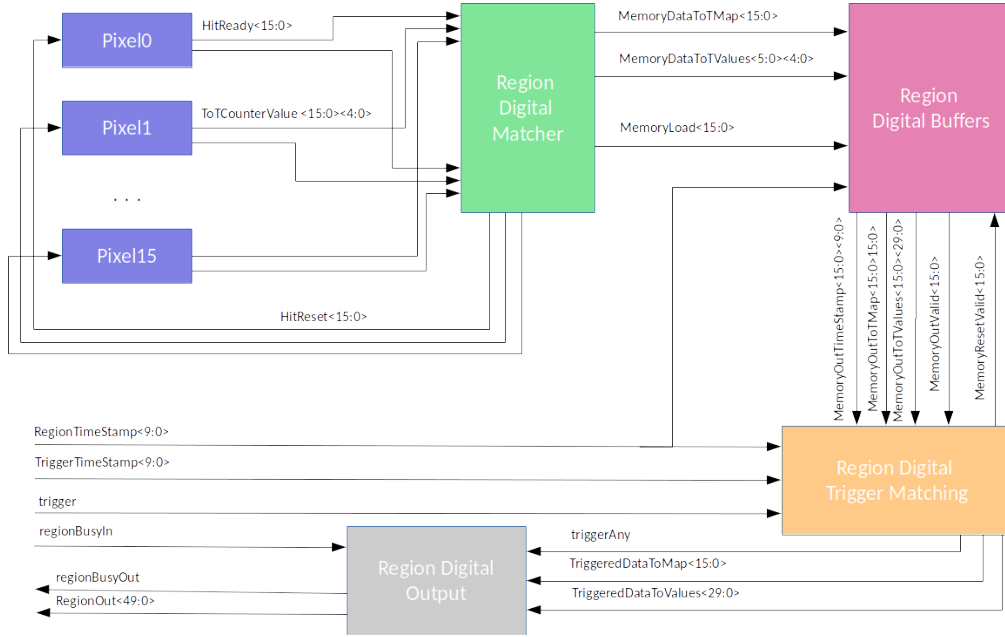 MemoryDataToTMap<15:0>
HitReady<15:0>
Pixel0
MemoryDataToTValues<5:0><4:0>
Region
Digital
Matcher
Region
Digital Buffers
ToTCounterValue <15:0><4:0>
Pixel1
MemoryLoad<15:0>
. . .
Pixel15
MemoryOutTimeStamp<15:0><9:0>
MemoryOutToTMap<15:0>15:0>
MemoryOutToTValues<15:0><29:0>
MemoryOutValid<15:0>
MemoryResetValid<15:0>
HitReset<15:0>
RegionTimeStamp<9:0>
TriggerTimeStamp<9:0>
Region Digital
Trigger Matching
trigger
regionBusyIn
triggerAny
Region Digital
Output
TriggeredDataToMap<15:0>
regionBusyOut
TriggeredDataToValues<29:0>
RegionOut<49:0>